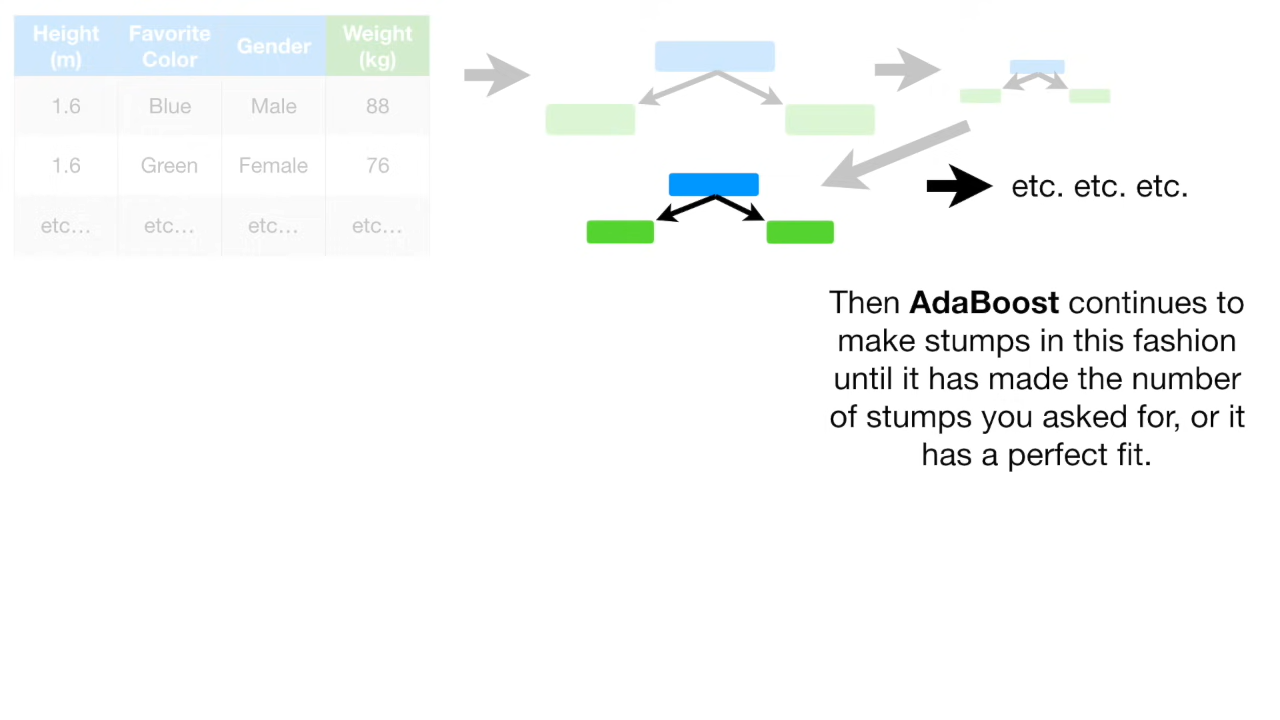 Height (m) Favorite Color Gender Weight (kg)
1.6 Blue Male 88
1.6 Green Female 76
etc… etc… etc… etc…
etc. etc. etc.
Then AdaBoost continues to
make stumps in this fashion
until it has made the number
of stumps you asked for, or it
has a perfect fit.